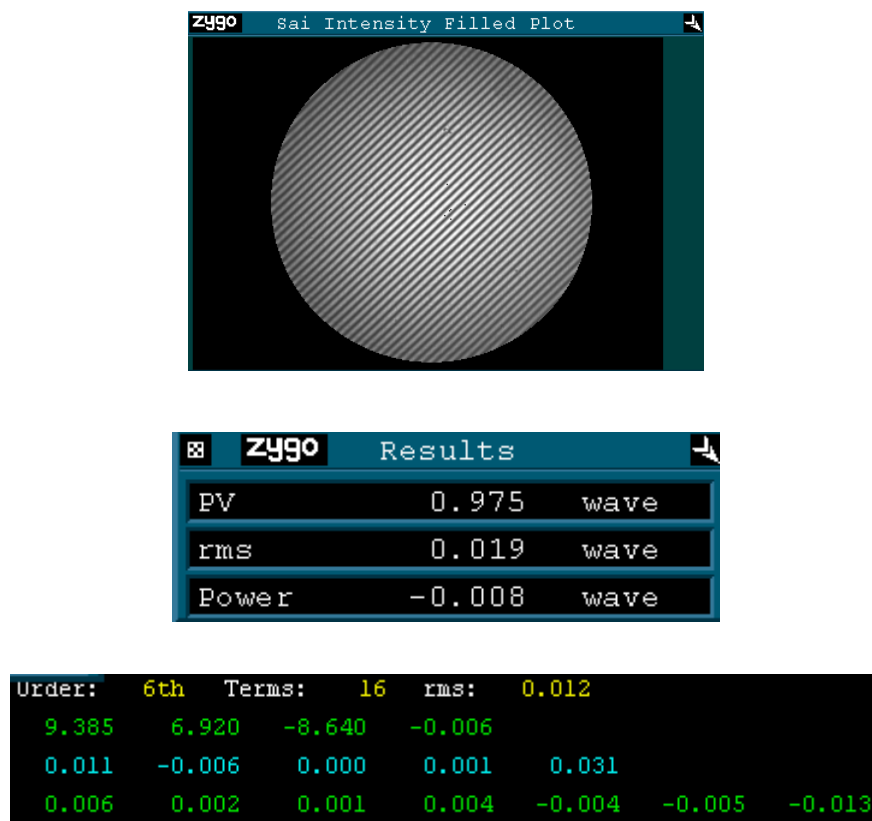 zygo Sai Intensity Filled Plot
zygo Results
PV 0.975 wave
rms 0.019 wave
Power -0.008 wave
Order: 6th Terms: 16 rms: 0.012
9.385 6.920 -8.640 -0.006
0.011 -0.006 0.000 0.001 0.031
0.006 0.002 0.001 0.004 -0.004 -0.005 -0.013